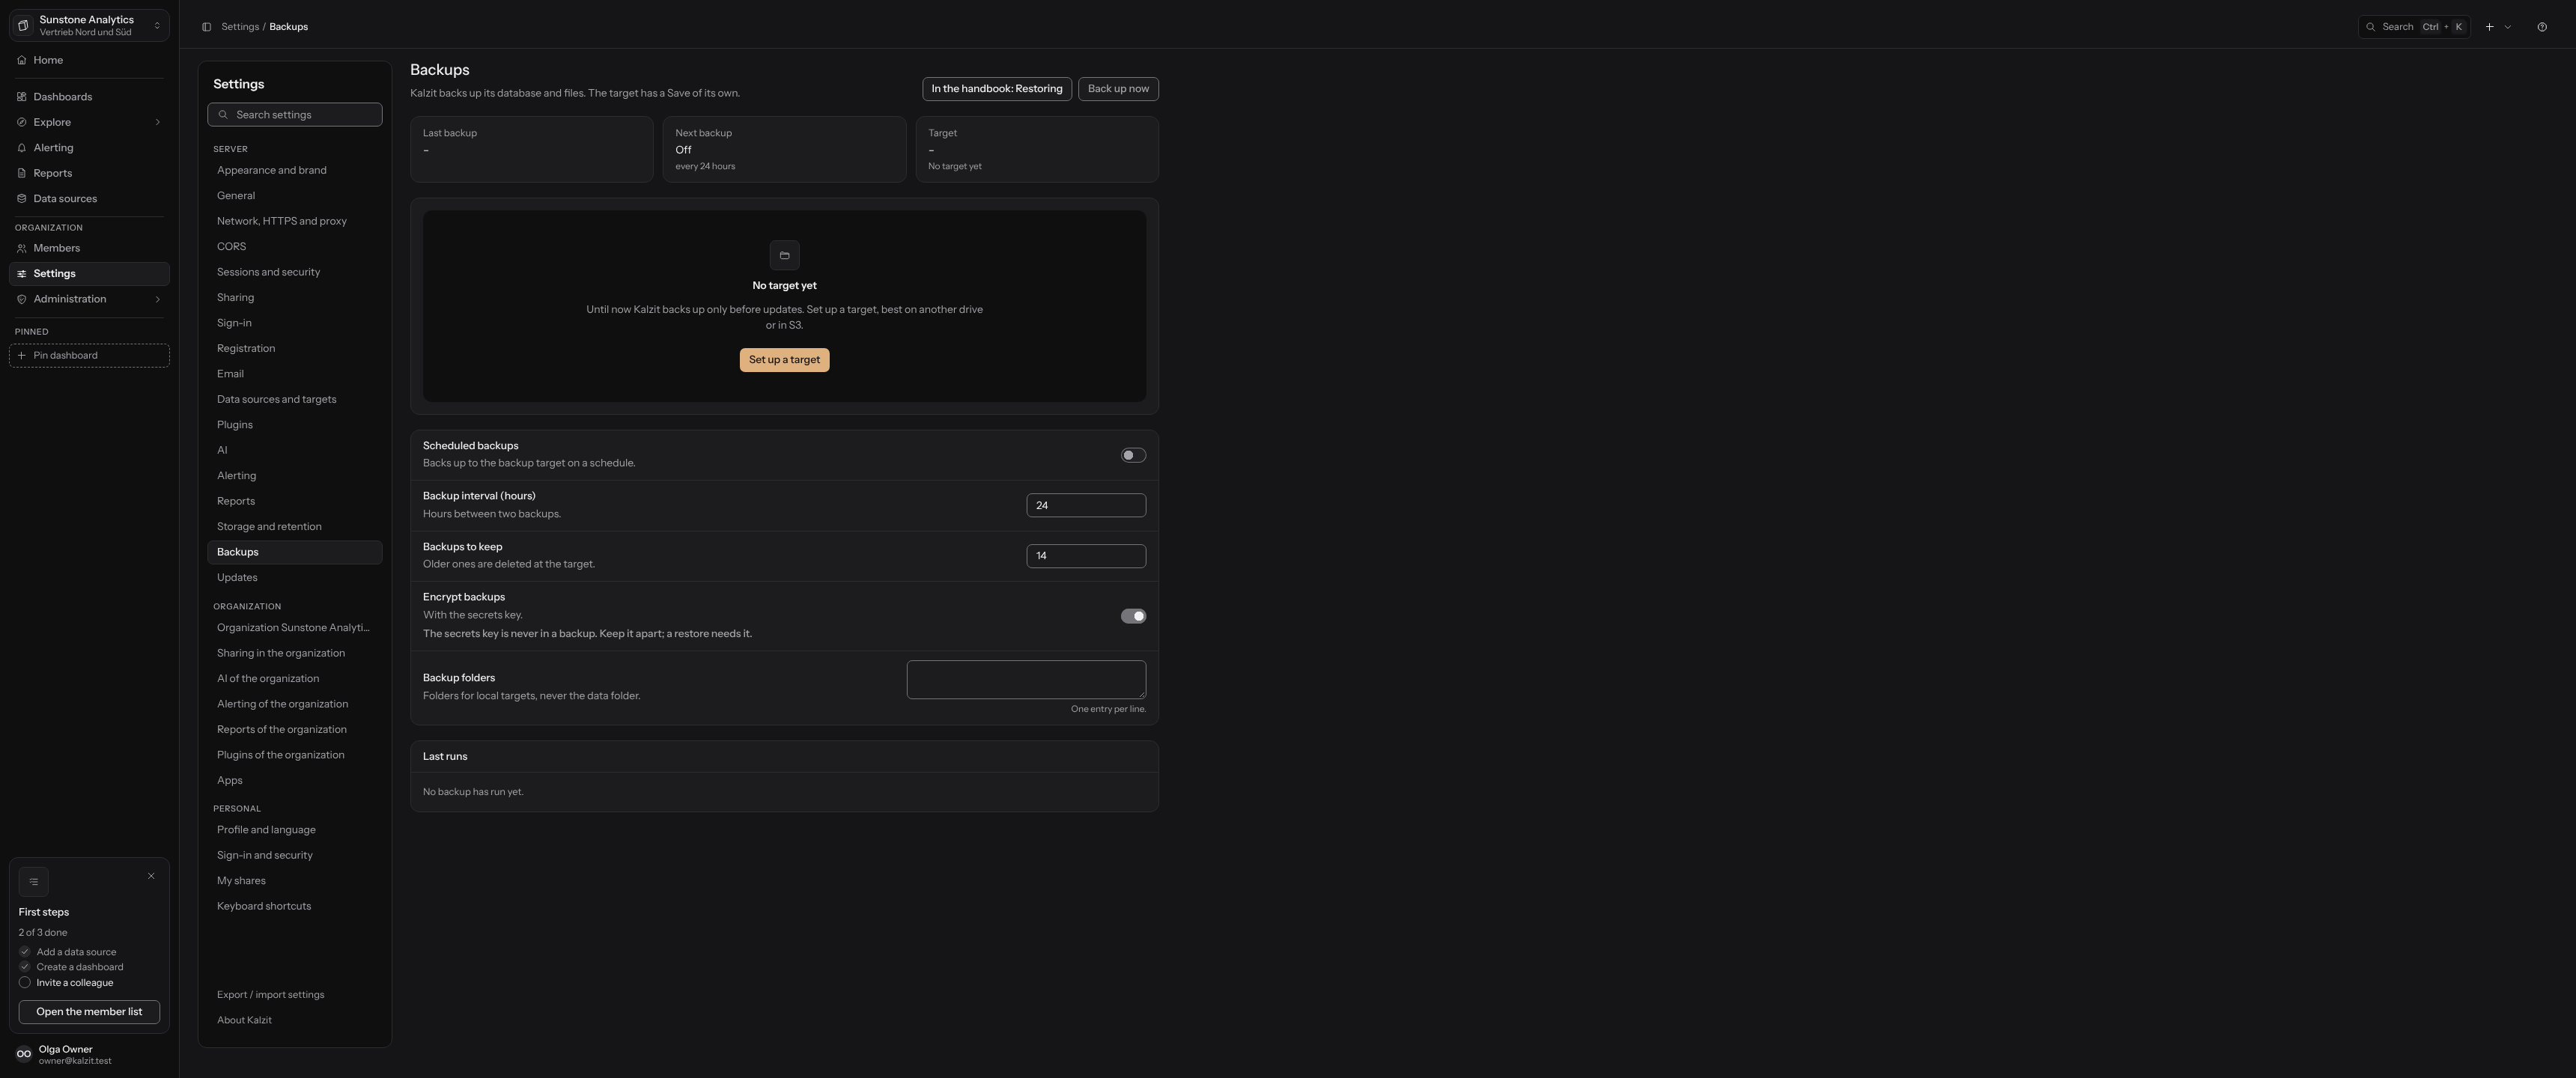 Sunstone Analytics
Vertrieb Nord und Süd
Home
Dashboards
Explore
Alerting
Reports
Data sources
ORGANIZATION
Members
Settings
Administration
PINNED
Pin dashboard
First steps
2 of 3 done
Add a data source
Create a dashboard
Invite a colleague
Open the member list
OO
Olga Owner
owner@kalzit.test
Settings / Backups
Search Ctrl + K
Settings
Search settings
SERVER
Appearance and brand
General
Network, HTTPS and proxy
CORS
Sessions and security
Sharing
Sign-in
Registration
Email
Data sources and targets
Plugins
AI
Alerting
Reports
Storage and retention
Backups
Updates
ORGANIZATION
Organization Sunstone Analyti...
Sharing in the organization
AI of the organization
Alerting of the organization
Reports of the organization
Plugins of the organization
Apps
PERSONAL
Profile and language
Sign-in and security
My shares
Keyboard shortcuts
Export / import settings
About Kalzit
Backups
Kalzit backs up its database and files. The target has a Save of its own.
In the handbook: Restoring
Back up now
Last backup
–
Next backup
Off
every 24 hours
Target
–
No target yet
No target yet
Until now Kalzit backs up only before updates. Set up a target, best on another drive
or in S3.
Set up a target
Scheduled backups
Backs up to the backup target on a schedule.
Backup interval (hours)
Hours between two backups.
24
Backups to keep
Older ones are deleted at the target.
14
Encrypt backups
With the secrets key.
The secrets key is never in a backup. Keep it apart; a restore needs it.
Backup folders
Folders for local targets, never the data folder.
One entry per line.
Last runs
No backup has run yet.